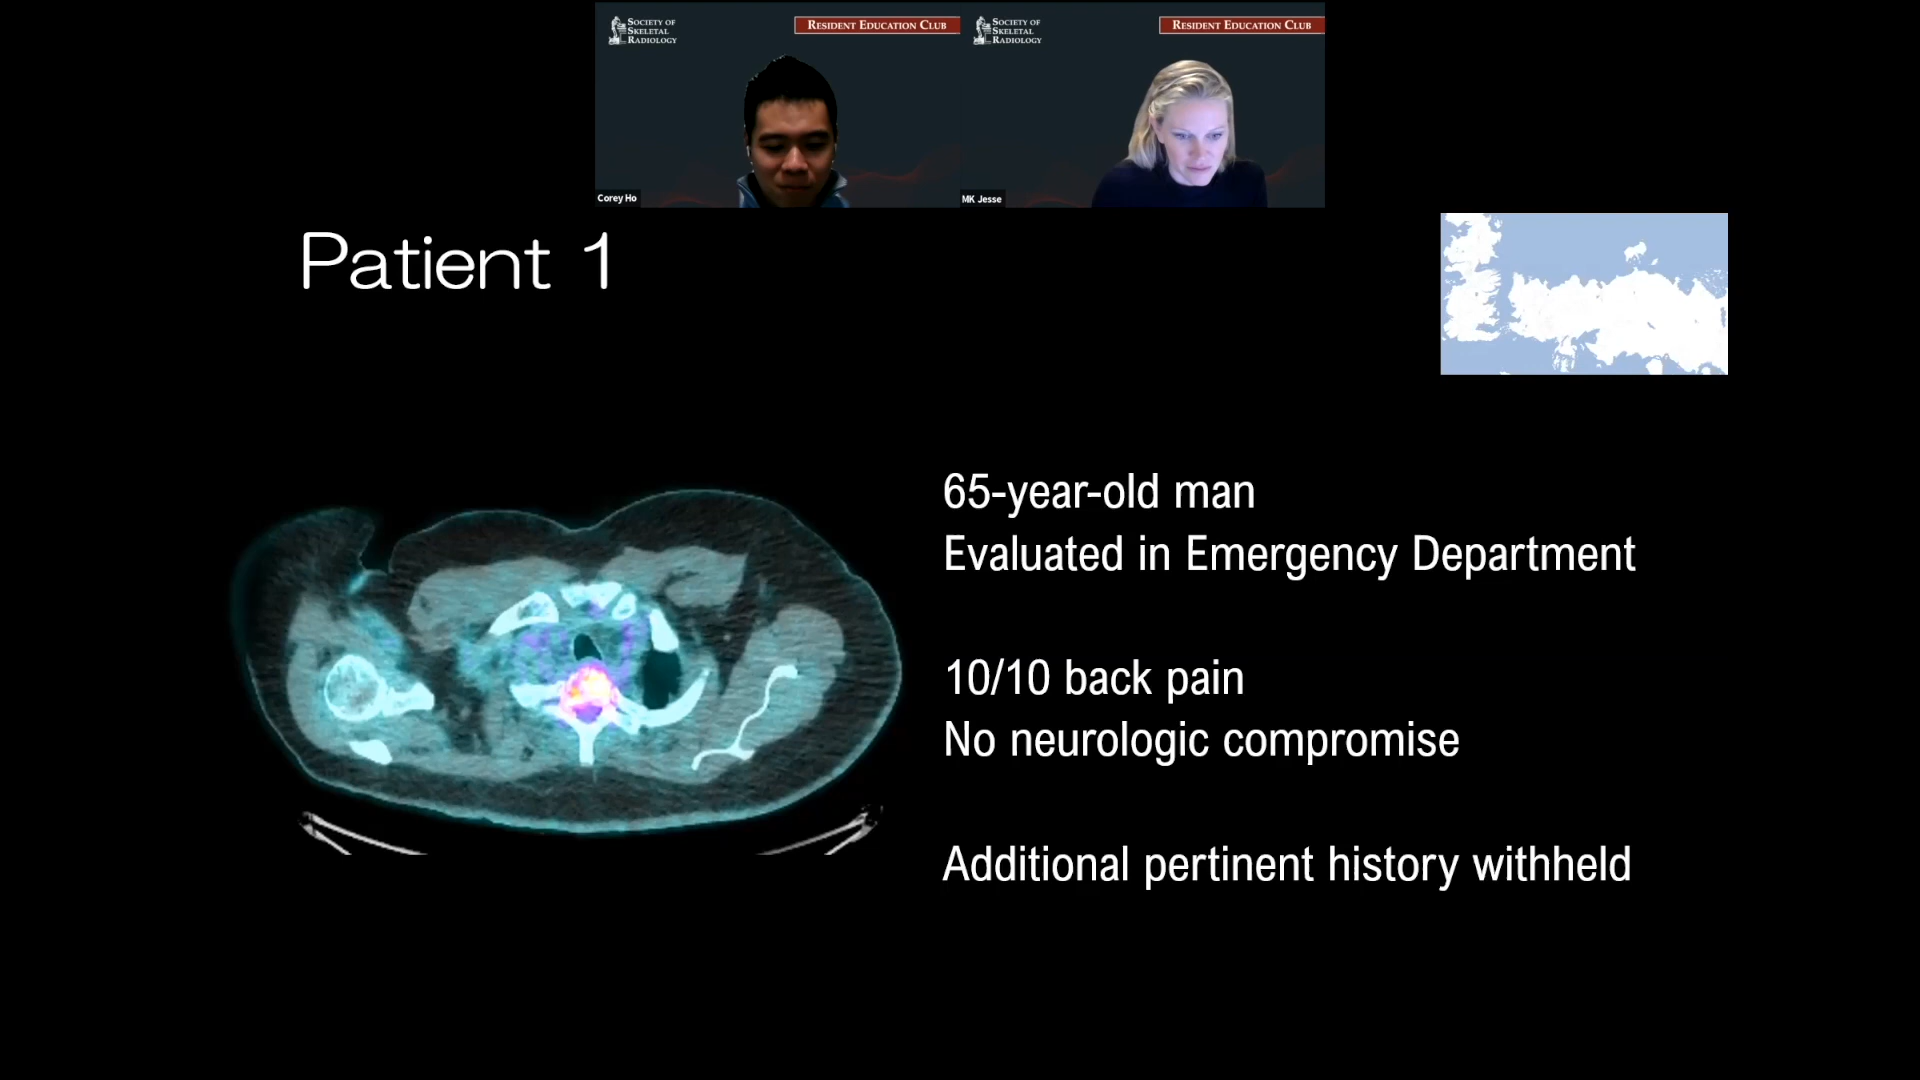 SOCIETY OF
SKELETAL
RADIOLOGY
RESIDENT EDUCATION CLUB
Corey Ho
SOCIETY OF
SKELETAL
RADIOLOGY
RESIDENT EDUCATION CLUB
MK Jesse
Patient 1
65-year-old man
Evaluated in Emergency Department
10/10 back pain
No neurologic compromise
Additional pertinent history withheld